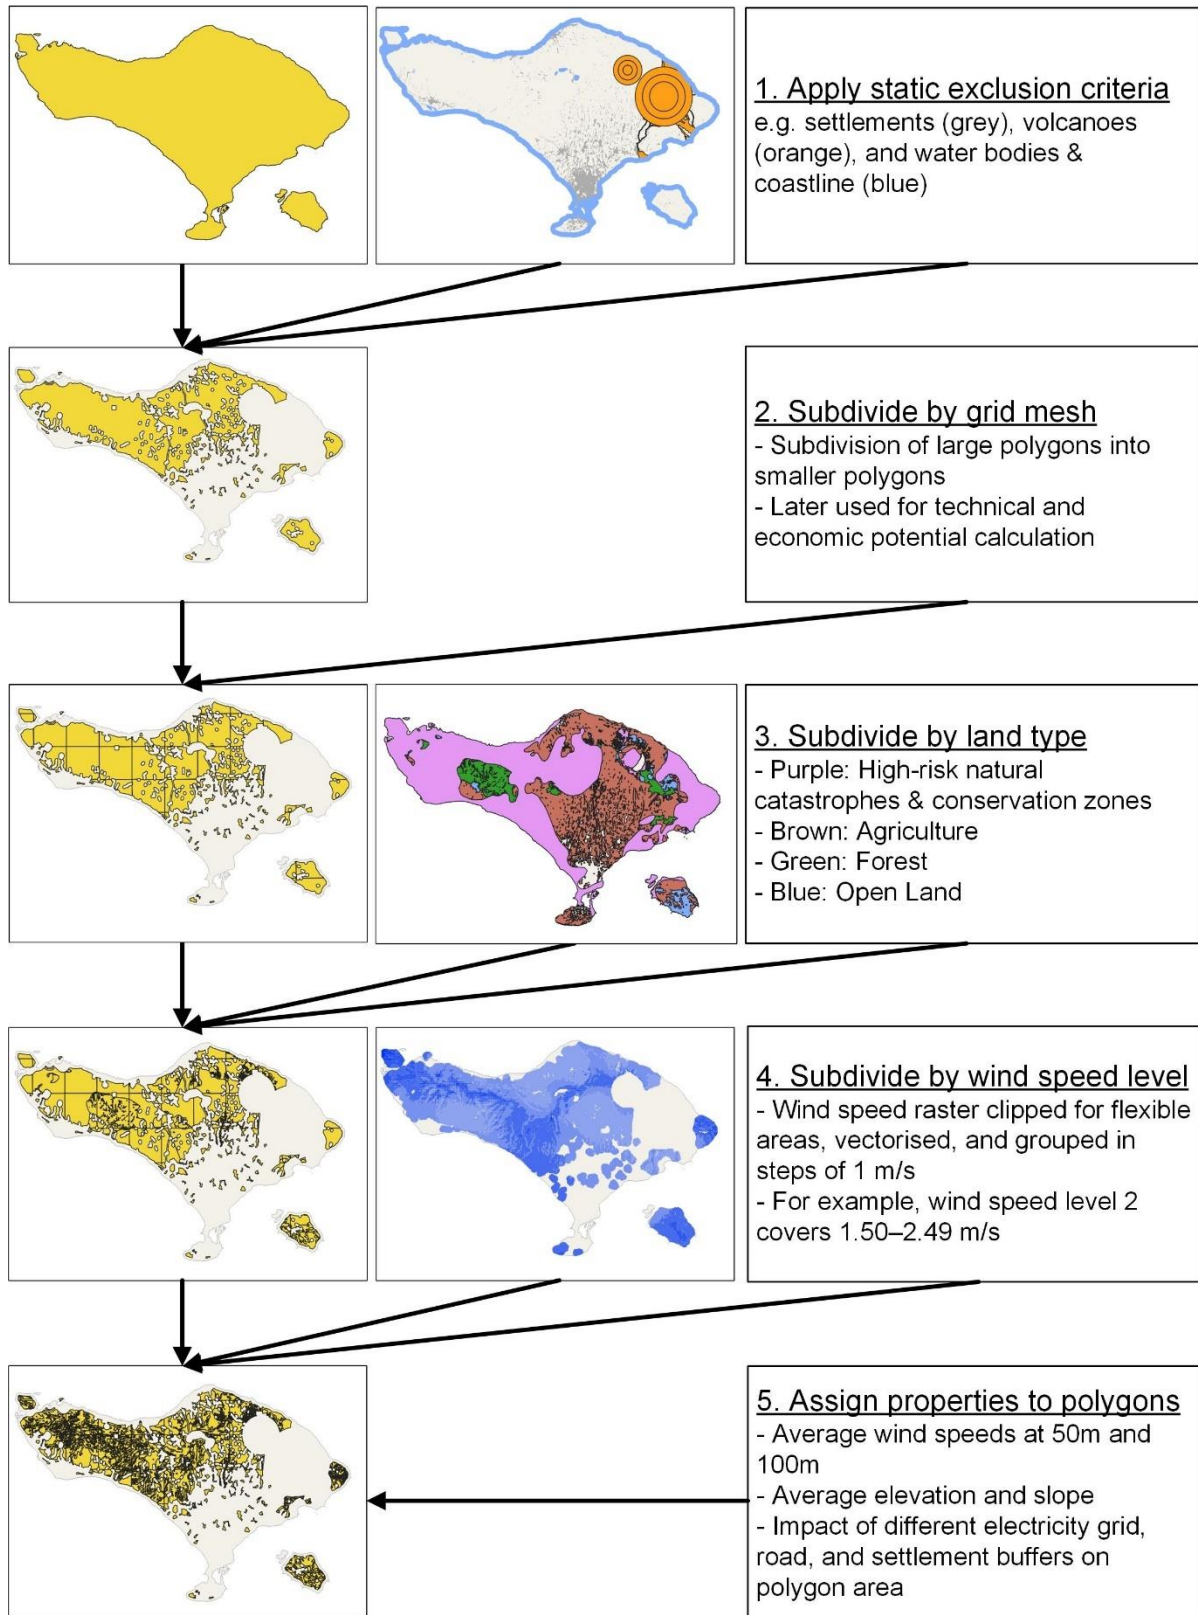 1. Apply static exclusion criteria
e.g. settlements (grey), volcanoes
(orange), and water bodies &
coastline (blue)
2. Subdivide by grid mesh
- Subdivision of large polygons into
smaller polygons
- Later used for technical and
economic potential calculation
3. Subdivide by land type
- Purple: High-risk natural
catastrophes & conservation zones
- Brown: Agriculture
- Green: Forest
- Blue: Open Land
4. Subdivide by wind speed level
- Wind speed raster clipped for flexible
areas, vectorised, and grouped in
steps of 1 m/s
- For example, wind speed level 2
covers 1.50–2.49 m/s
5. Assign properties to polygons
- Average wind speeds at 50m and
100m
- Average elevation and slope
- Impact of different electricity grid,
road, and settlement buffers on
polygon area